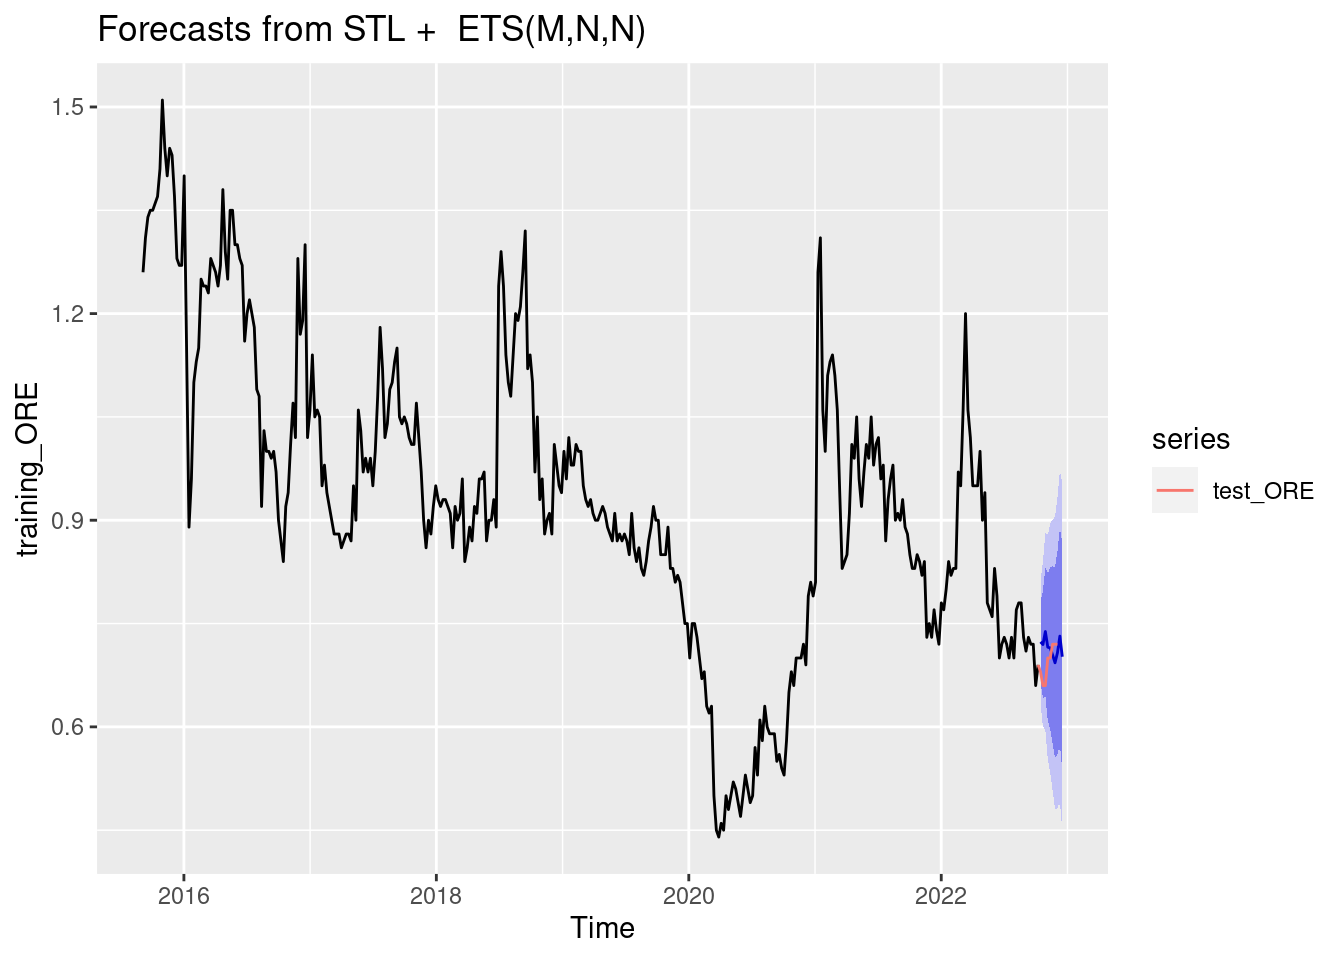 Forecasts from STL +  ETS(M,N,N)
1.5
1.2
0.9
0.6
training_ORE
2016
2018
2020
2022
Time
series
test_ORE